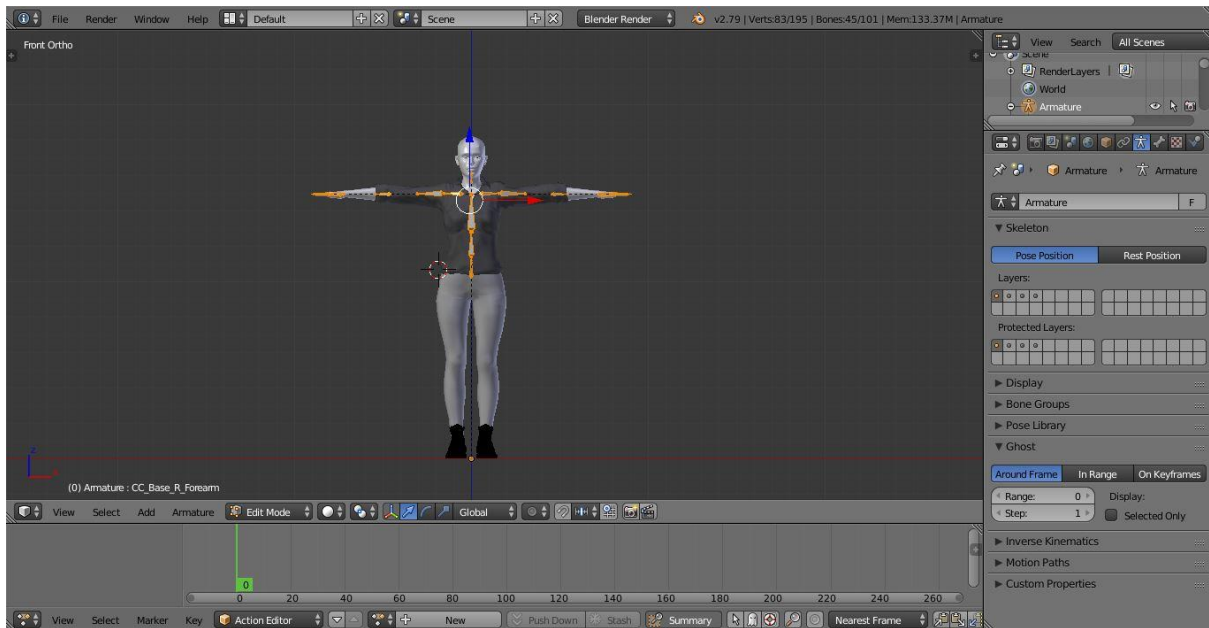 File Render Window Help Default Scene Blender Render v2.79 | Verts:83/195 | Bones:45/101 | Mem:133.37M | Armature
Front Ortho
View Search All Scenes
Scene
RenderLayers |
World
Armature
Armature Armature
Armature F
Skeleton
Pose Position Rest Position
Layers:
Protected Layers:
Display
Bone Groups
Pose Library
Ghost
Around Frame In Range On Keyframes
Range: 0 Display:
Step: 1 Selected Only
Inverse Kinematics
Motion Paths
Custom Properties
z
x
(0) Armature : CC_Base_R_Forearm
View Select Add Armature Edit Mode Global
0
0 20 40 60 80 100 120 140 160 180 200 220 240 260
View Select Marker Key Action Editor New Push Down Stash Summary Nearest Frame